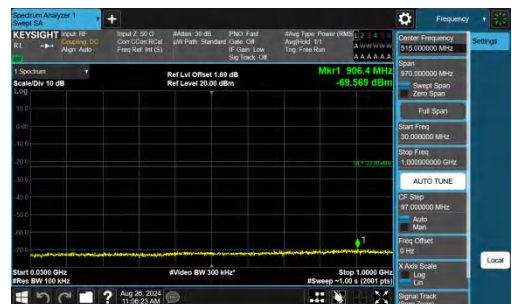 Spectrum Analyzer 1
Swept SA
+
Frequency
KEYSIGHT
Input: RF
Coupling: DC
Align: Auto
Input Z: 50 Ω
Corr CCorr RCal
Freq Ref: Int (S)
#Atten: 30 dB
µW Path: Standard
PNO: Fast
Gate: Off
IF Gain: Low
Sig Track: Off
#Avg Type: Power (RMS)
Avg|Hold: 1/1
Trig: Free Run
1 2 3 4 5 6
A W W W W W
A A A A A A
Center Frequency
515.000000 MHz
Settings
1 Spectrum
Scale/Div 10 dB
Ref Lvl Offset 1.69 dB
Ref Level 20.00 dBm
Mkr1 906.4 MHz
-69.569 dBm
Span
970.000000 MHz
Swept Span
Zero Span
Full Span
Start Freq
30.000000 MHz
Stop Freq
1.000000000 GHz
AUTO TUNE
CF Step
97.000000 MHz
Auto
Man
Freq Offset
0 Hz
X Axis Scale
Log
Lin
Signal Track
Local
Log
10.0
0.00
-10.0
-20.0
-30.0
-40.0
-50.0
-60.0
-70.0
1
Start 0.0300 GHz
#Res BW 100 kHz
#Video BW 300 kHz*
Stop 1.0000 GHz
#Sweep ~1.00 s (2001 pts)
Aug 28, 2024
11:06:23 AM